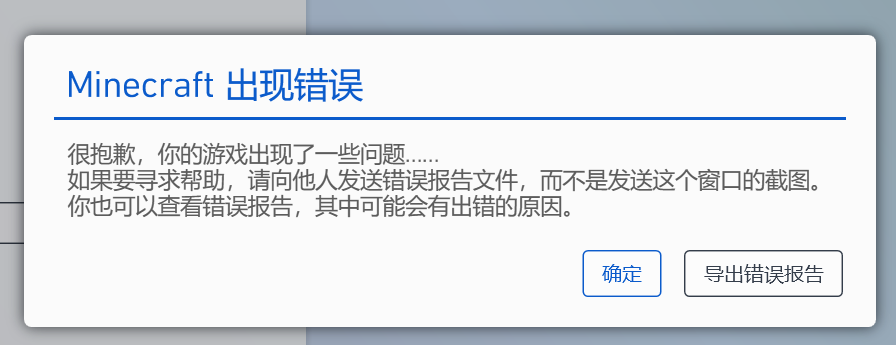 Minecraft 出现错误
很抱歉，你的游戏出现了一些问题……
如果要寻求帮助，请向他人发送错误报告文件，而不是发送这个窗口的截图。
你也可以查看错误报告，其中可能会有出错的原因。
确定
导出错误报告